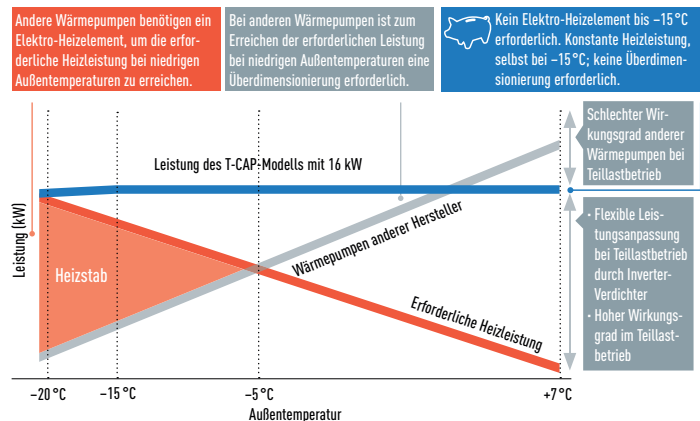 Andere Wärmepumpen benötigen ein
Elektro-Heizelement, um die erfor-
derliche Heizleistung bei niedrigen
Außentemperaturen zu erreichen.
Bei anderen Wärmepumpen ist zum
Erreichen der erforderlichen Leistung
bei niedrigen Außentemperaturen eine
Überdimensionierung erforderlich.
Kein Elektro-Heizelement bis –15 °C
erforderlich. Konstante Heizleistung,
selbst bei –15 °C; keine Überdimen-
sionierung erforderlich.
Schlechter Wir-
kungsgrad anderer
Wärmepumpen bei
Teillastbetrieb
Leistung des T-CAP-Modells mit 16 kW
Leistung (kW)
Heizstab
Wärmepumpen anderer Hersteller
Erforderliche Heizleistung
· Flexible Leis-
tungsanpassung
bei Teillastbetrieb
durch Inverter-
Verdichter
· Hoher Wirkungs-
grad im Teillast-
betrieb
–20 °C
–15 °C
–5 °C
+7 °C
Außentemperatur